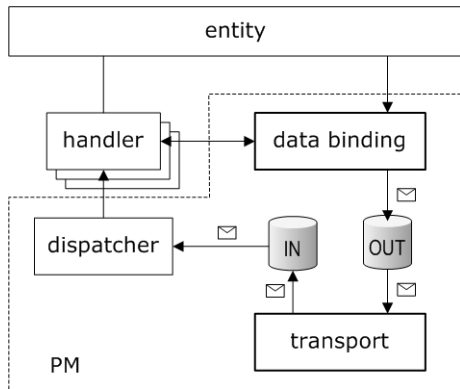 entity
handler
data binding
dispatcher
IN
OUT
transport
PM